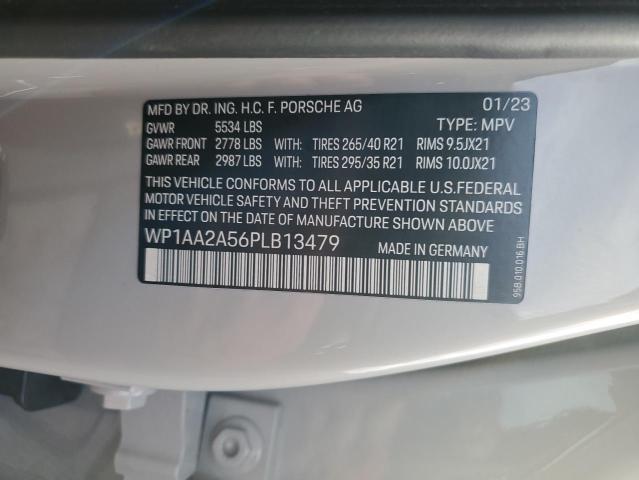 MFD BY DR. ING. H.C. F. PORSCHE AG 01/23
GVWR 5534 LBS TYPE: MPV
GAWR FRONT 2778 LBS WITH: TIRES 265/40 R21 RIMS 9.5JX21
GAWR REAR 2987 LBS WITH: TIRES 295/35 R21 RIMS 10.0JX21
THIS VEHICLE CONFORMS TO ALL APPLICABLE U.S.FEDERAL
MOTOR VEHICLE SAFETY AND THEFT PREVENTION STANDARDS
IN EFFECT ON THE DATE OF MANUFACTURE SHOWN ABOVE.
WP1AA2A56PLB13479 MADE IN GERMANY
95B.010.016.BH